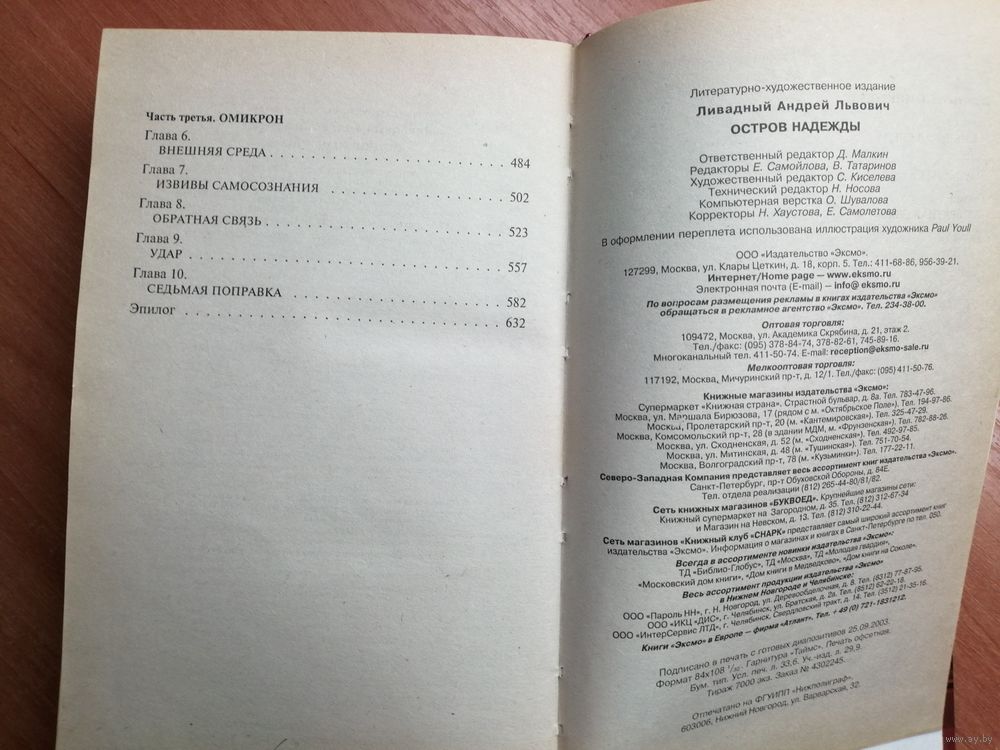 Часть третья. ОМИКРОН
Глава 6.
ВНЕШНЯЯ СРЕДА . . . . . . . . . . . . . . . . . . . . . . . . 484
Глава 7.
ИЗВИВЫ САМОСОЗНАНИЯ . . . . . . . . . . . . . . . . . . 502
Глава 8.
ОБРАТНАЯ СВЯЗЬ . . . . . . . . . . . . . . . . . . . . . . . . 523
Глава 9.
УДАР . . . . . . . . . . . . . . . . . . . . . . . . . . . . . . . . 557
Глава 10.
СЕДЬМАЯ ПОПРАВКА . . . . . . . . . . . . . . . . . . . . . 582
Эпилог . . . . . . . . . . . . . . . . . . . . . . . . . . . . . . . . 632
Литературно-художественное издание
Ливадный Андрей Львович
ОСТРОВ НАДЕЖДЫ
Ответственный редактор Д. Малкин
Редакторы Е. Самойлова, В. Татаринов
Художественный редактор С. Киселева
Технический редактор Н. Носова
Компьютерная верстка О. Шувалова
Корректоры Н. Хаустова, Е. Самолетова
В оформлении переплета использована иллюстрация художника Paul Youll
ООО «Издательство «Эксмо».
127299, Москва, ул. Клары Цеткин, д. 18, корп. 5. Тел.: 411-68-86, 956-39-21.
Интернет/Home page — www.eksmo.ru
Электронная почта (E-mail) — info@ eksmo.ru
По вопросам размещения рекламы в книгах издательства «Эксмо»
обращаться в рекламное агентство «Эксмо». Тел. 234-38-00.
Оптовая торговля:
109472, Москва, ул. Академика Скрябина, д. 21, этаж 2.
Тел./факс: (095) 378-84-74, 378-82-61, 745-89-16.
Многоканальный тел. 411-50-74. E-mail: reception@eksmo-sale.ru
Мелкооптовая торговля:
117192, Москва, Мичуринский пр-т, д. 12/1. Тел./факс: (095) 411-50-76.
Книжные магазины издательства «Эксмо»:
Супермаркет «Книжная страна». Страстной бульвар, д. 8а. Тел. 783-47-96.
Москва, ул. Маршала Бирюзова, 17 (рядом с м. «Октябрьское Поле»). Тел. 194-97-86.
Москва, Пролетарский пр-т, 20 (м. «Кантемировская»). Тел. 325-47-29.
Москва, Комсомольский пр-т, 28 (в здании МДМ, м. «Фрунзенская»). Тел. 782-88-26.
Москва, ул. Сходненская, д. 52 (м. «Сходненская»). Тел. 492-97-85.
Москва, ул. Митинская, д. 48 (м. «Тушинская»). Тел. 751-70-54.
Москва, Волгоградский пр-т, 78 (м. «Кузьминки»). Тел. 177-22-11.
Северо-Западная Компания представляет весь ассортимент книг издательства «Эксмо».
Санкт-Петербург, пр-т Обуховской Обороны, д. 84Е.
Тел. отдела реализации (812) 265-44-80/81/82.
Сеть книжных магазинов «БУКВОЕД». Крупнейшие магазины сети:
Книжный супермаркет на Загородном, д. 35. Тел. (812) 312-67-34
и Магазин на Невском, д. 13. Тел. (812) 310-22-44.
Сеть магазинов «Книжный клуб «СНАРК» представляет самый широкий ассортимент книг
издательства «Эксмо». Информация о магазинах и книгах в Санкт-Петербурге по тел. 050.
Всегда в ассортименте новинки издательства «Эксмо»:
ТД «Библио-Глобус», ТД «Москва», ТД «Молодая гвардия»,
«Московский дом книги», «Дом книги в Медведково», «Дом книги на Соколе».
Весь ассортимент продукции издательства «Эксмо»
в Нижнем Новгороде и Челябинске:
ООО «Пароль НН», г. Н. Новгород, ул. Деревообделочная, д. 8. Тел. (8312) 77-87-95.
ООО «ИКЦ «ДИС», г. Челябинск, ул. Братская, д. 2а. Тел. (8512) 62-22-18.
ООО «ИнтерСервис ЛТД», г. Челябинск, Свердловский тракт, д. 14. Тел. (3512) 21-35-16.
Книги «Эксмо» в Европе — фирма «Атлант». Тел. + 49 (0) 721-1831212.
Подписано в печать с готовых диапозитивов 25.09.2003.
Формат 84x108 1/32. Гарнитура «Таймс». Печать офсетная.
Бум. тип. Усл. печ. л. 33,6. Уч.-изд. л. 29,9.
Тираж 7000 экз. Заказ № 4302245.
Отпечатано на ФГУИПП «Нижполиграф».
603006, Нижний Новгород, ул. Варварская, 32.
www.ay.by